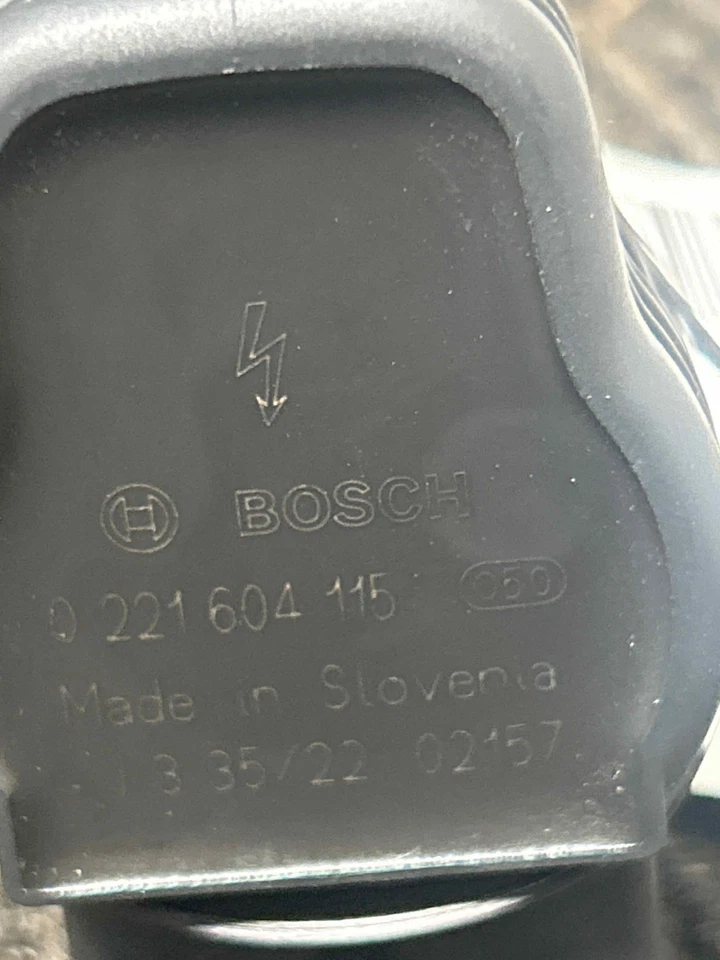 BOSCH
0 221 604 115 050
Made in Slovenia
3 35/22 02157